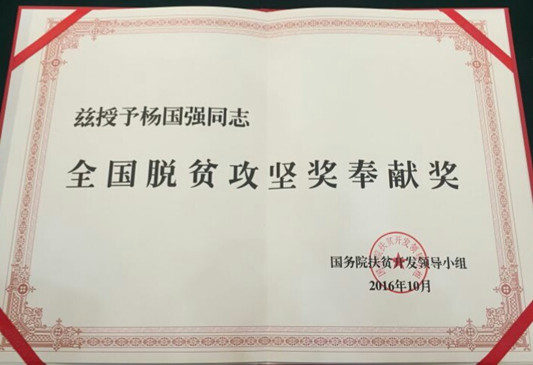 兹授予杨国强同志
全国脱贫攻坚奖奉献奖
国务院扶贫开发领导小组
2016年10月